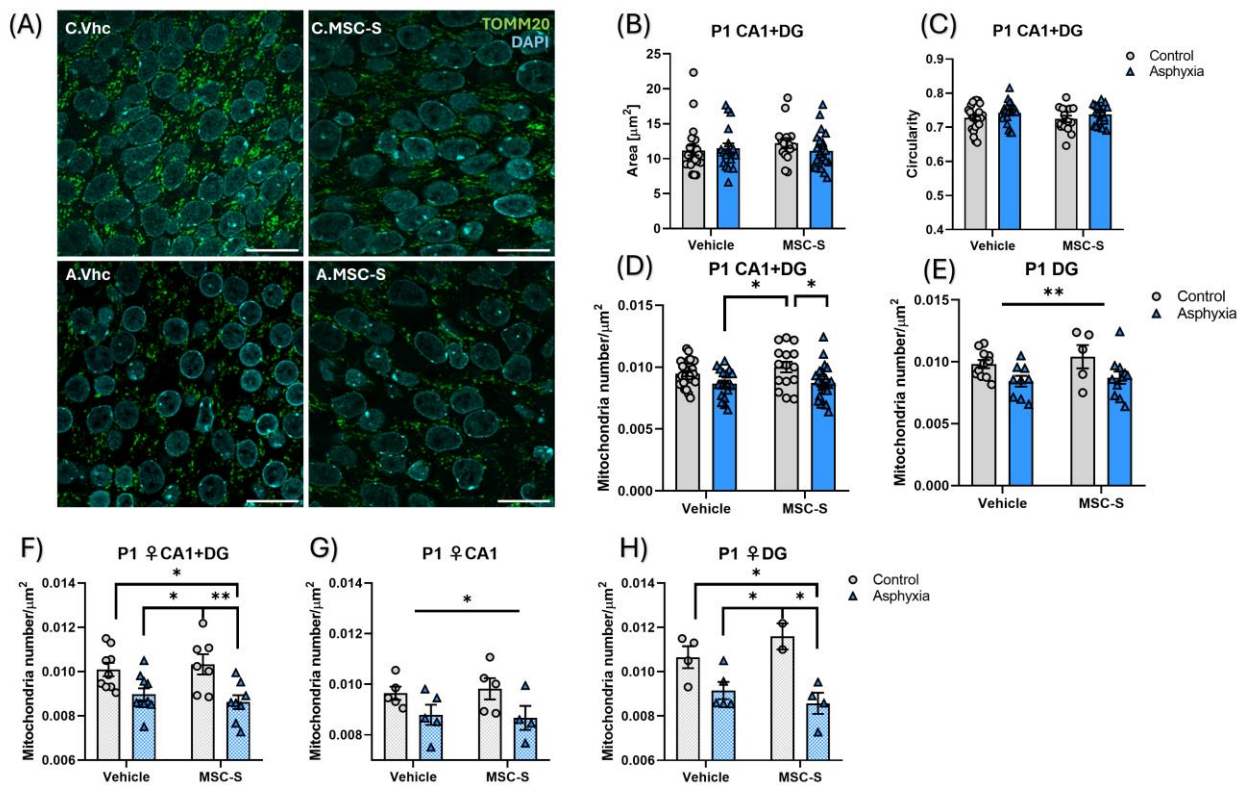 (A)
C.Vhc
C.MSC-S
TOMM20
DAPI
A.Vhc
A.MSC-S
(B)
P1 CA1+DG
Area [µm²]
25
20
15
10
5
0
Vehicle
MSC-S
(C)
P1 CA1+DG
Circularity
0.9
0.8
0.7
0.6
0.5
0.4
Vehicle
MSC-S
Control
Asphyxia
(D)
P1 CA1+DG
Mitochondria number/µm²
0.015
0.010
0.005
0.000
*
*
Vehicle
MSC-S
(E)
P1 DG
Mitochondria number/µm²
0.015
0.010
0.005
0.000
**
Vehicle
MSC-S
Control
Asphyxia
F)
P1 ♀CA1+DG
Mitochondria number/µm²
0.014
0.012
0.010
0.008
0.006
*
*
**
Vehicle
MSC-S
G)
P1 ♀CA1
Mitochondria number/µm²
0.014
0.012
0.010
0.008
*
Vehicle
MSC-S
H)
P1 ♀DG
Mitochondria number/µm²
0.014
0.012
0.010
0.008
0.006
*
*
*
Vehicle
MSC-S
Control
Asphyxia